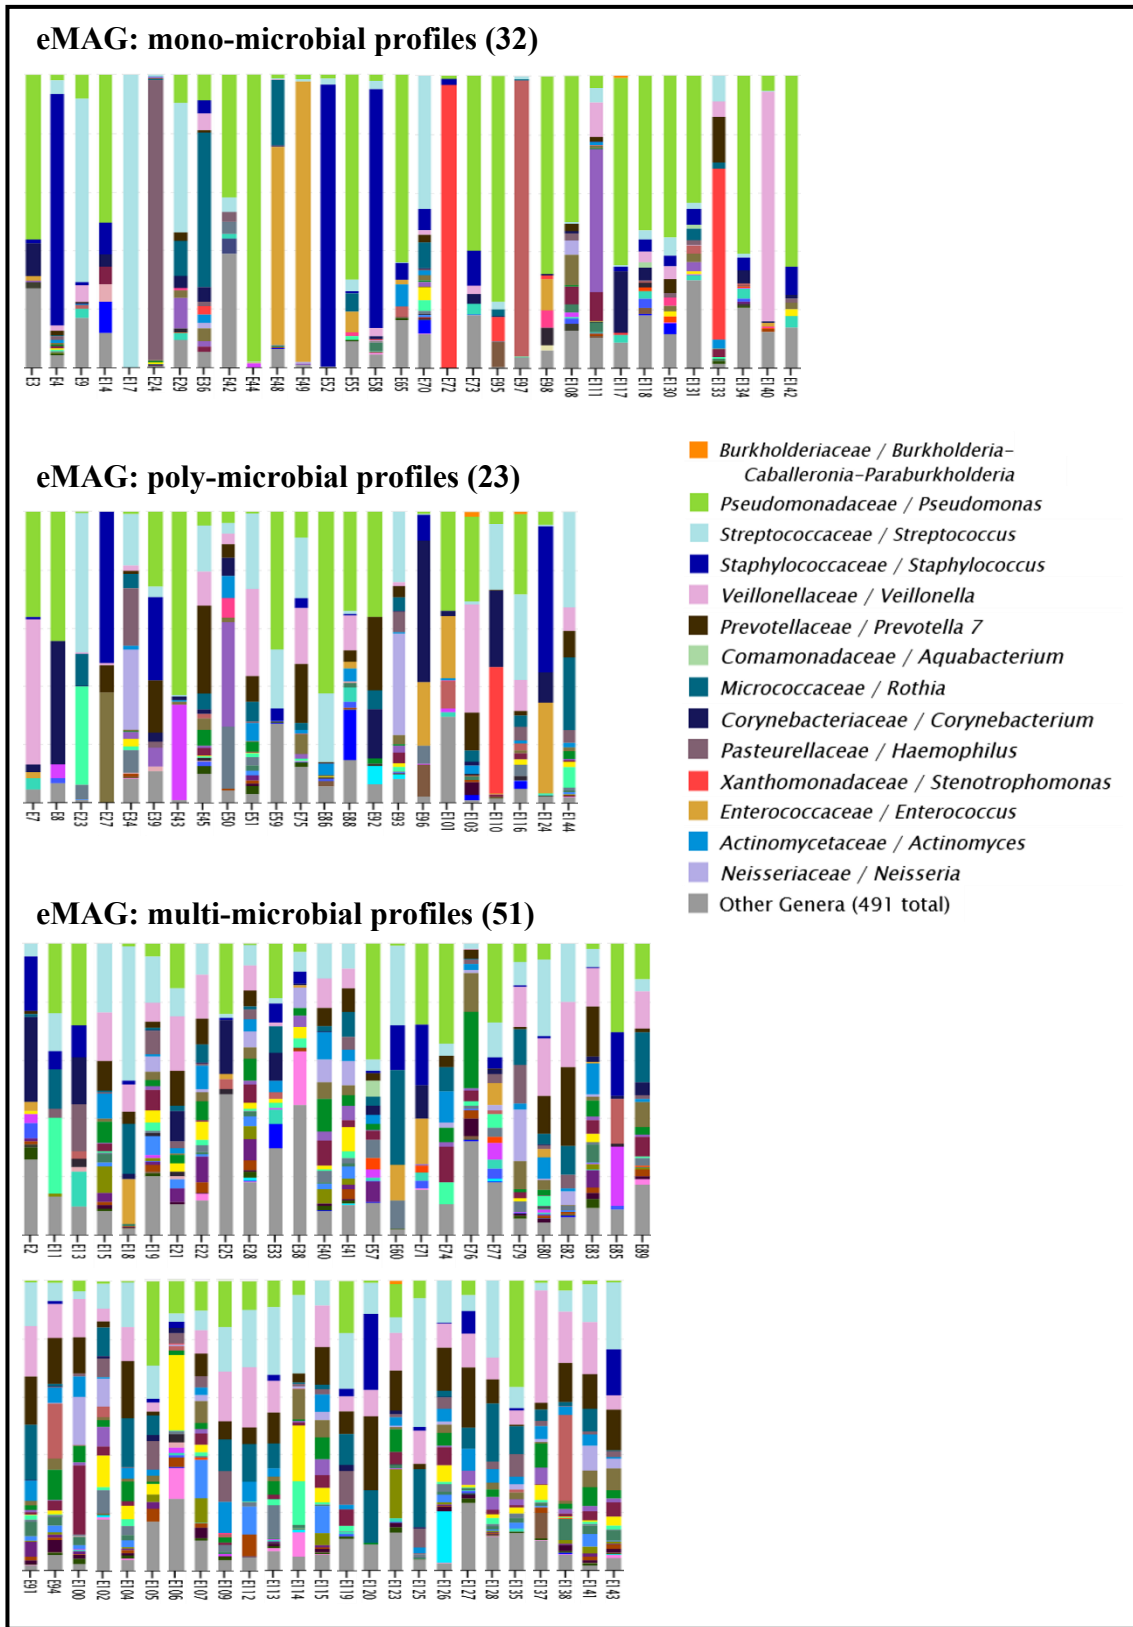 eMAG: mono-microbial profiles (32)
E3 E4 E9 E14 E17 E24 E29 E36 E42 E44 E48 E49 E52 E55 E58 E65 E70 E72 E73 E95 E97 E98 E108 E111 E117 E118 E130 E131 E133 E134 E140 E142
eMAG: poly-microbial profiles (23)
E7 E8 E23 E27 E34 E39 E43 E45 E50 E51 E59 E75 E86 E88 E92 E93 E96 E101 E103 E110 E116 E124 E144
Burkholderiaceae / Burkholderia-
Caballeronia-Paraburkholderia
Pseudomonadaceae / Pseudomonas
Streptococcaceae / Streptococcus
Staphylococcaceae / Staphylococcus
Veillonellaceae / Veillonella
Prevotellaceae / Prevotella 7
Comamonadaceae / Aquabacterium
Micrococcaceae / Rothia
Corynebacteriaceae / Corynebacterium
Pasteurellaceae / Haemophilus
Xanthomonadaceae / Stenotrophomonas
Enterococcaceae / Enterococcus
Actinomycetaceae / Actinomyces
Neisseriaceae / Neisseria
Other Genera (491 total)
eMAG: multi-microbial profiles (51)
E2 E11 E13 E15 E18 E19 E21 E22 E25 E28 E33 E38 E40 E41 E57 E60 E71 E74 E76 E77 E79 E80 E82 E83 E85 E89
E91 E94 E100 E102 E104 E105 E106 E107 E109 E112 E113 E114 E115 E119 E120 E123 E125 E126 E127 E128 E135 E137 E138 E141 E143